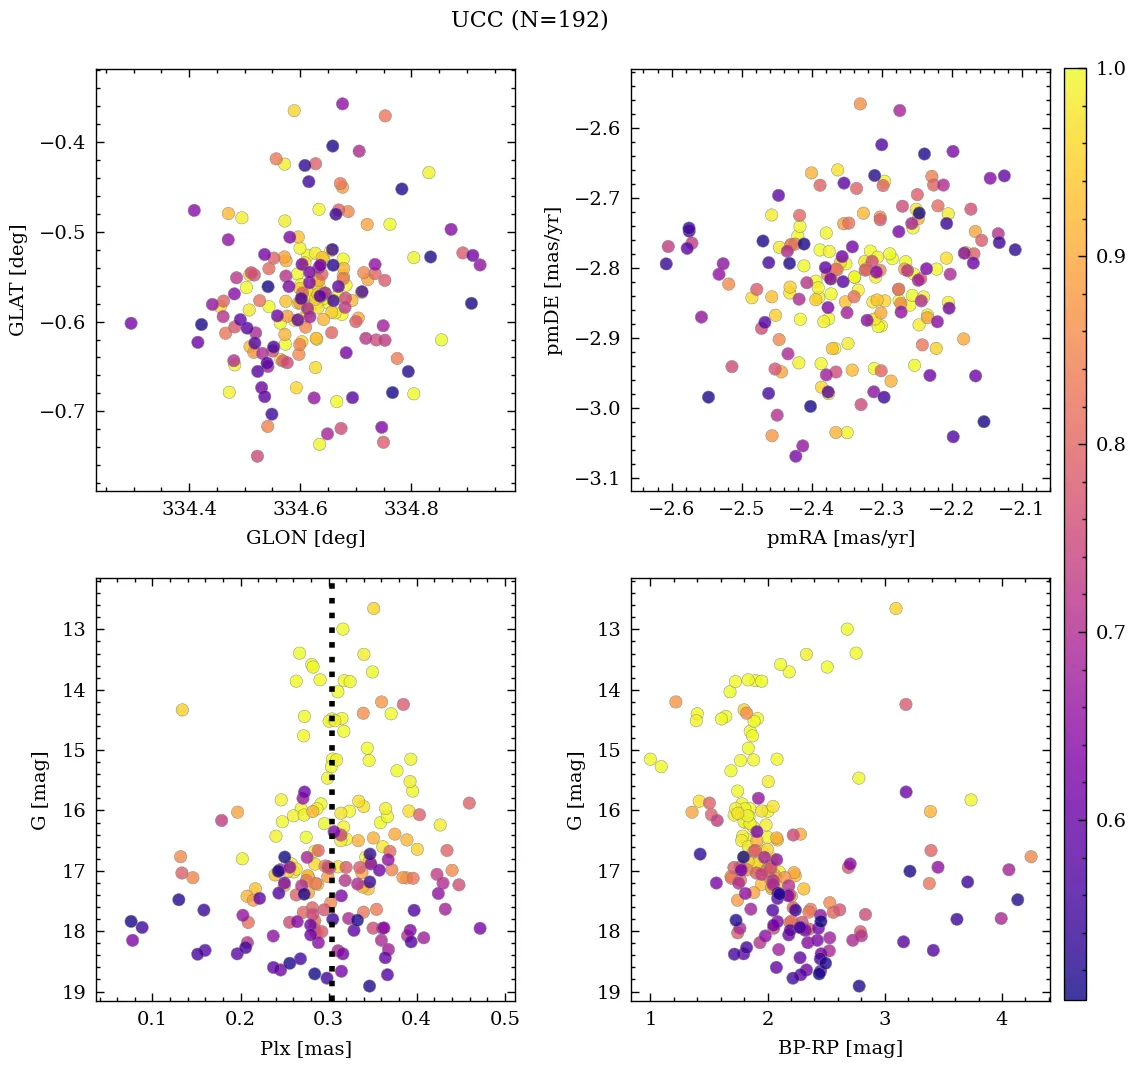 UCC (N=192)
−0.4
−0.5
−0.6
−0.7
GLAT [deg]
334.4 334.6 334.8
GLON [deg]
−2.6
−2.7
−2.8
−2.9
−3.0
−3.1
pmDE [mas/yr]
−2.6 −2.5 −2.4 −2.3 −2.2 −2.1
pmRA [mas/yr]
1.0
0.9
0.8
0.7
0.6
13
14
15
16
17
18
19
G [mag]
0.1 0.2 0.3 0.4 0.5
Plx [mas]
13
14
15
16
17
18
19
G [mag]
1 2 3 4
BP-RP [mag]